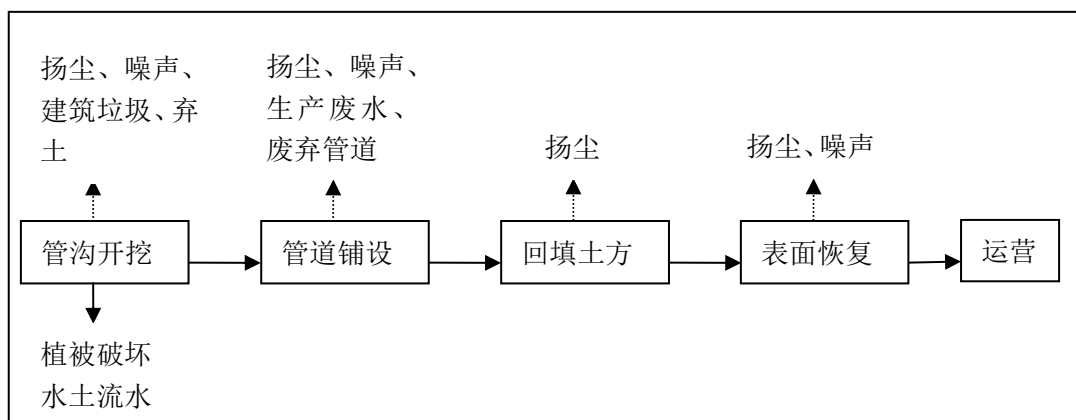 扬尘、噪声、
建筑垃圾、弃
土
扬尘、噪声、
生产废水、
废弃管道
扬尘
扬尘、噪声
管沟开挖
管道铺设
回填土方
表面恢复
运营
植被破坏
水土流水